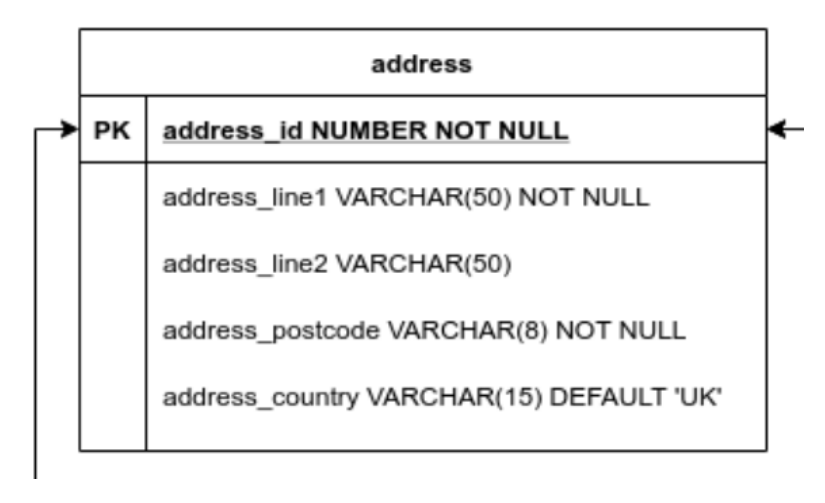 address
PK address_id NUMBER NOT NULL
address_line1 VARCHAR(50) NOT NULL
address_line2 VARCHAR(50)
address_postcode VARCHAR(8) NOT NULL
address_country VARCHAR(15) DEFAULT 'UK'